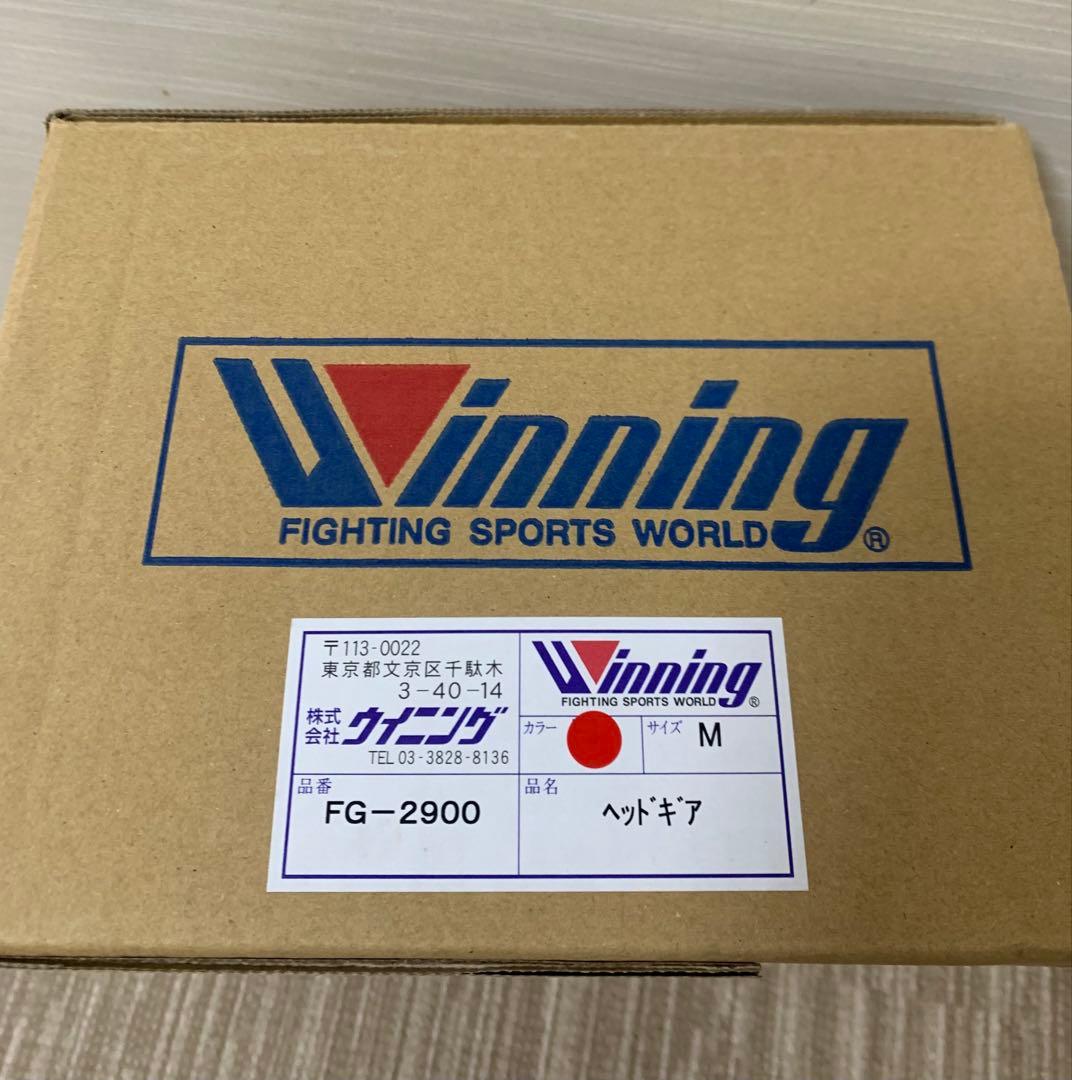 Winning
FIGHTING SPORTS WORLD®
〒113-0022
東京都文京区千駄木
3-40-14
株式会社 ウイニング
TEL 03-3828-8136
Winning
FIGHTING SPORTS WORLD®
カラー
サイズ M
品番
FG-2900
品名
ヘッドギア